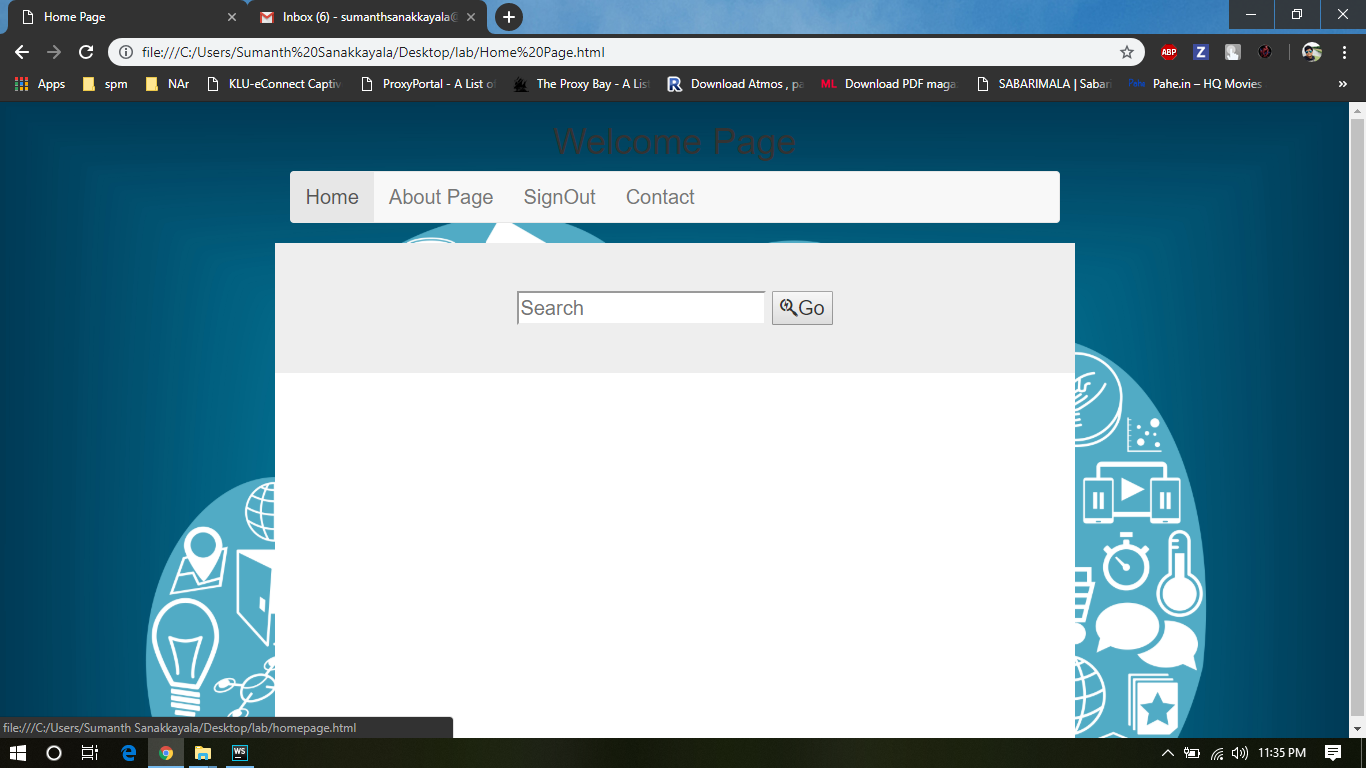 Home Page
Inbox (6) - sumanthsanakkayala@
file:///C:/Users/Sumanth%20Sanakkayala/Desktop/lab/Home%20Page.html
ABP
Z
Apps
spm
NAr
KLU-eConnect Captiv
ProxyPortal - A List of
The Proxy Bay - A Lis
R
Download Atmos , pa
ML
Download PDF maga
SABARIMALA | Sabari
Pahe
Pahe.in – HQ Movies
»
Welcome Page
Home
About Page
SignOut
Contact
Search
Go
file:///C:/Users/Sumanth Sanakkayala/Desktop/lab/homepage.html
WS
11:35 PM